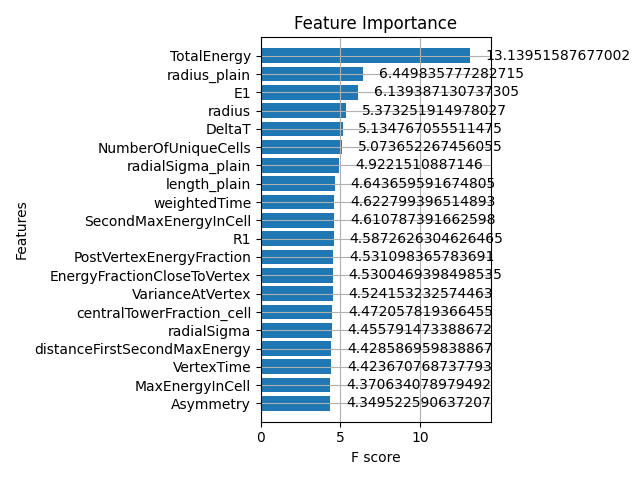 Feature Importance
TotalEnergy 13.13951587677002
radius_plain 6.449835777282715
E1 6.139387130737305
radius 5.373251914978027
DeltaT 5.134767055511475
NumberOfUniqueCells 5.073652267456055
radialSigma_plain 4.9221510887146
length_plain 4.643659591674805
weightedTime 4.622799396514893
SecondMaxEnergyInCell 4.610787391662598
R1 4.5872626304626465
PostVertexEnergyFraction 4.531098365783691
EnergyFractionCloseToVertex 4.5300469398498535
VarianceAtVertex 4.524153232574463
centralTowerFraction_cell 4.472057819366455
radialSigma 4.455791473388672
distanceFirstSecondMaxEnergy 4.428586959838867
VertexTime 4.423670768737793
MaxEnergyInCell 4.370634078979492
Asymmetry 4.349522590637207
Features
0 5 10
F score